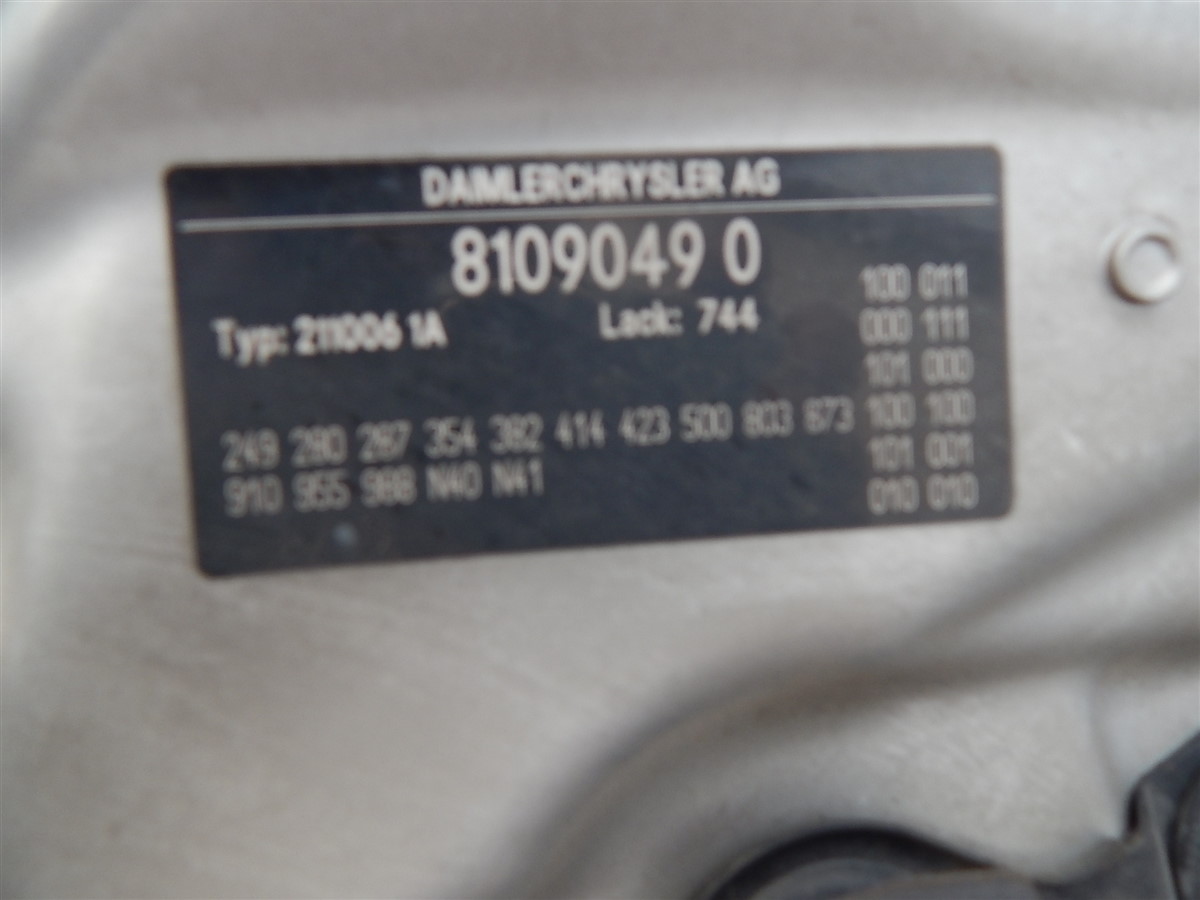 DAIMLERCHRYSLER AG
8109049 0
Typ: 211006 1A Lack: 744
249 280 287 354 382 414 423 500 803 873
910 955 988 N40 N41
100 011
000 111
101 000
100 100
101 001
010 010